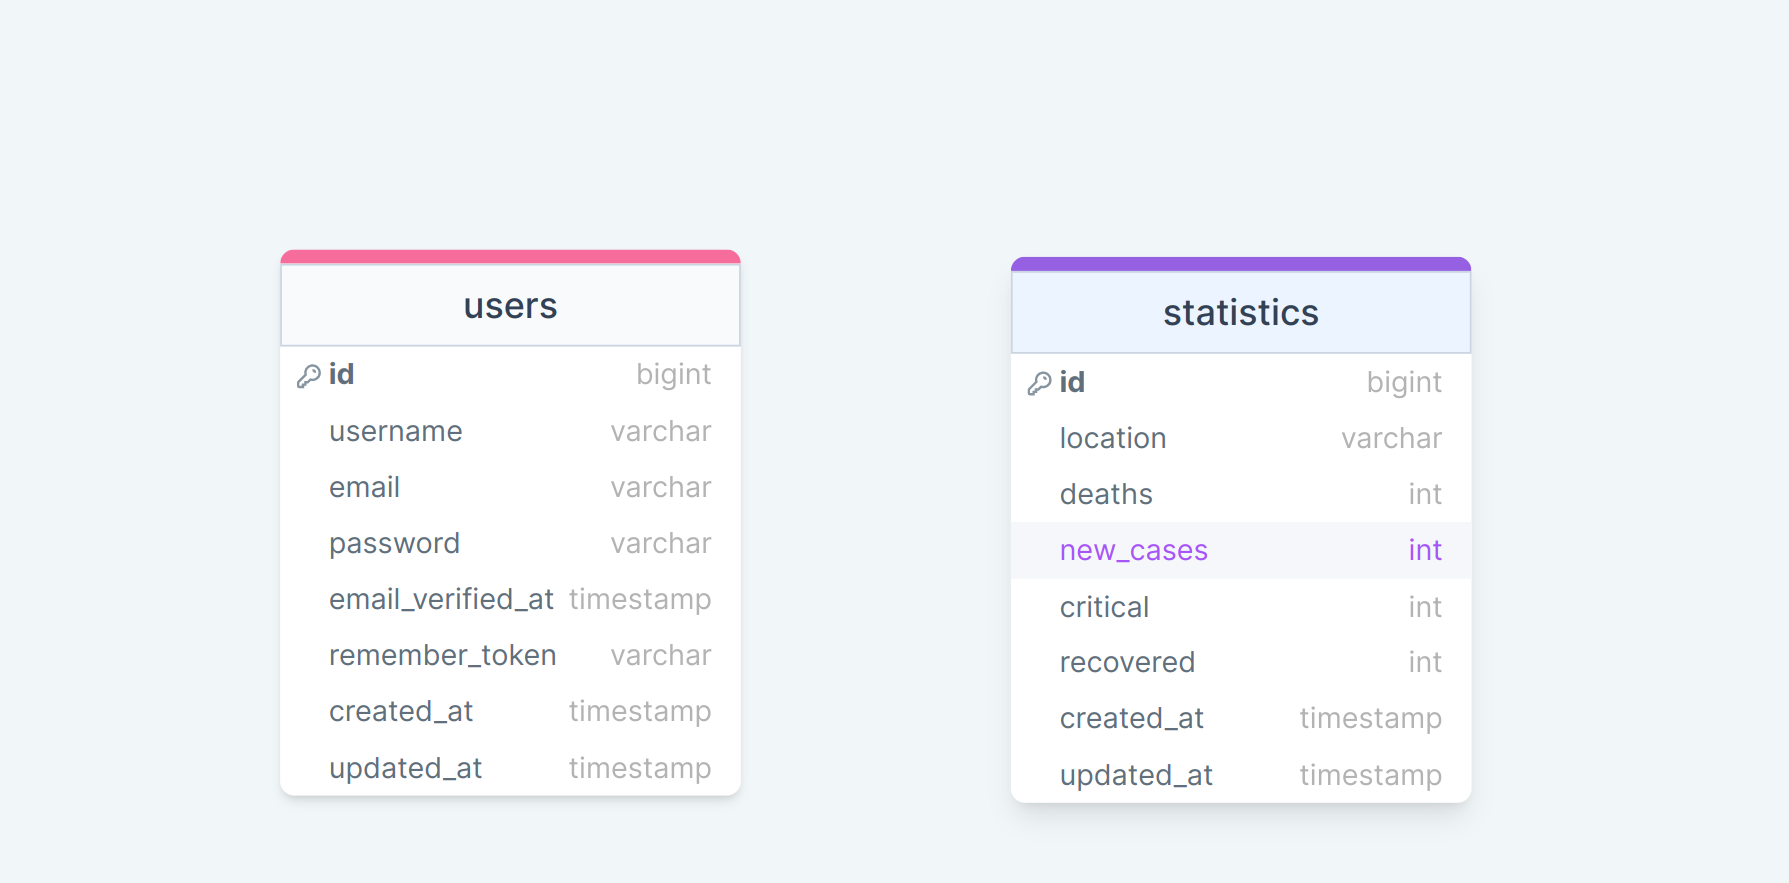 users
id bigint
username varchar
email varchar
password varchar
email_verified_at timestamp
remember_token varchar
created_at timestamp
updated_at timestamp
statistics
id bigint
location varchar
deaths int
new_cases int
critical int
recovered int
created_at timestamp
updated_at timestamp